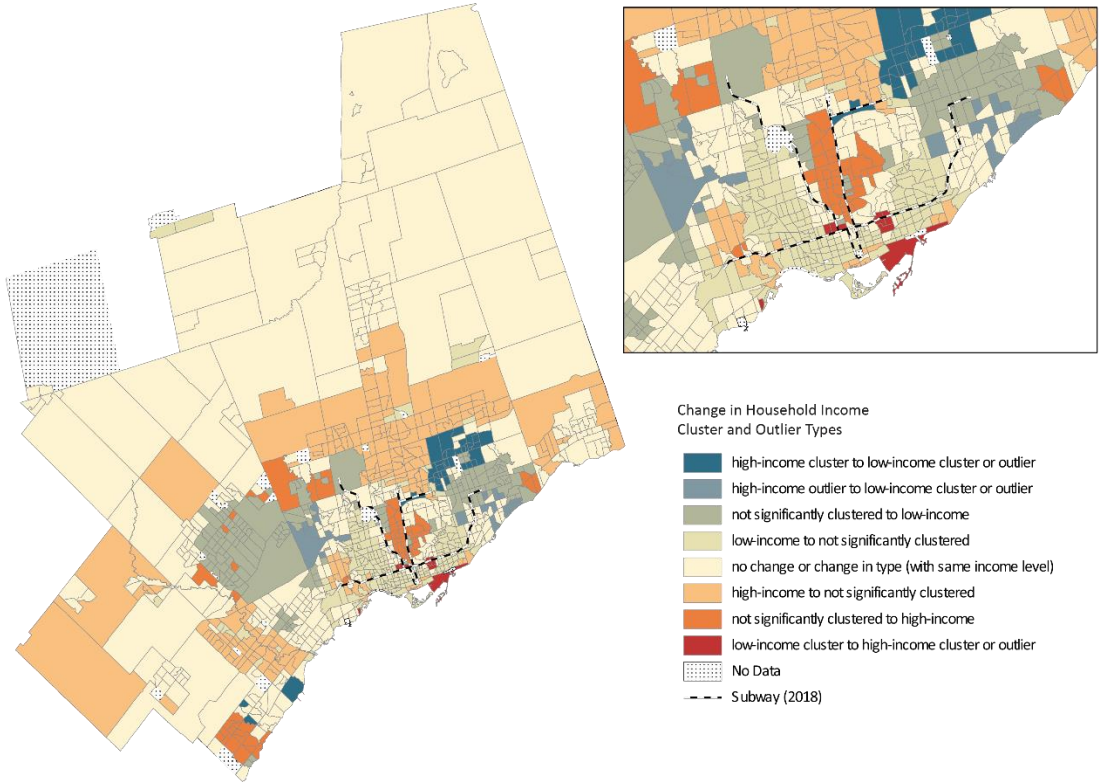 Change in Household Income
Cluster and Outlier Types
high-income cluster to low-income cluster or outlier
high-income outlier to low-income cluster or outlier
not significantly clustered to low-income
low-income to not significantly clustered
no change or change in type (with same income level)
high-income to not significantly clustered
not significantly clustered to high-income
low-income cluster to high-income cluster or outlier
No Data
Subway (2018)